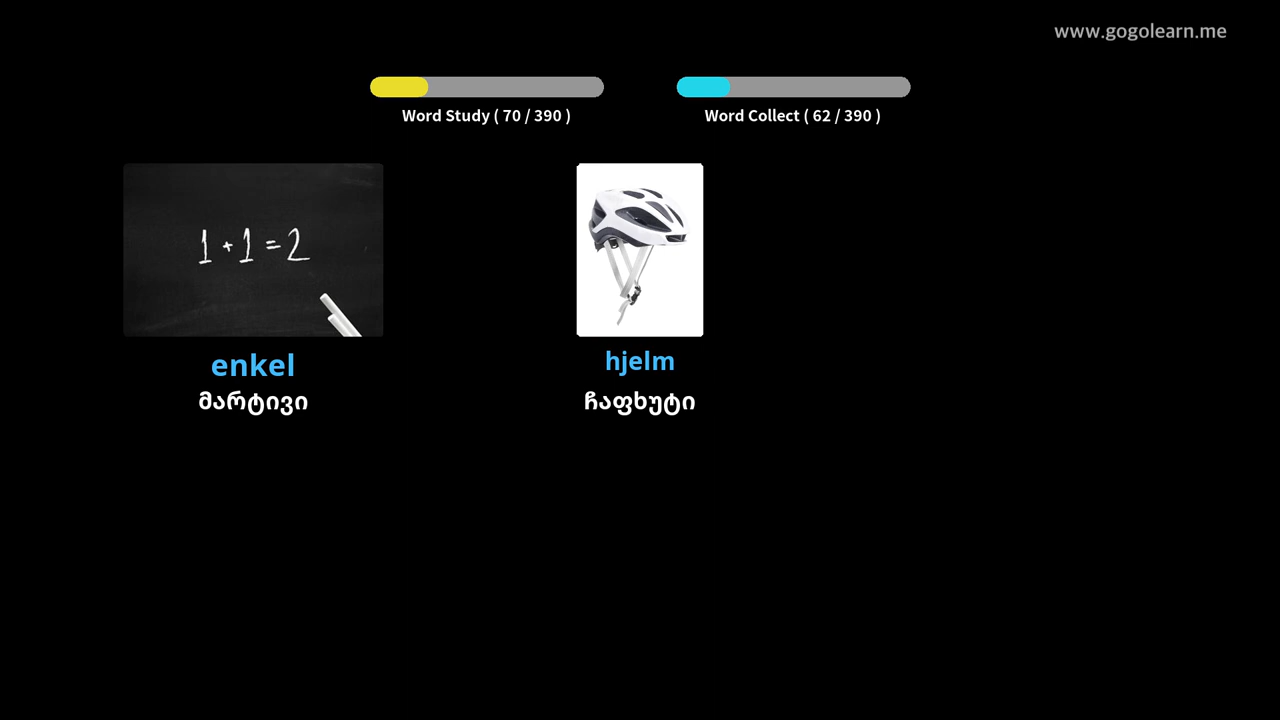 www.gogolearn.me
Word Study ( 70 / 390 )
Word Collect ( 62 / 390 )
1 + 1 = 2
enkel
მარტივი
hjelm
ჩაფხუტი